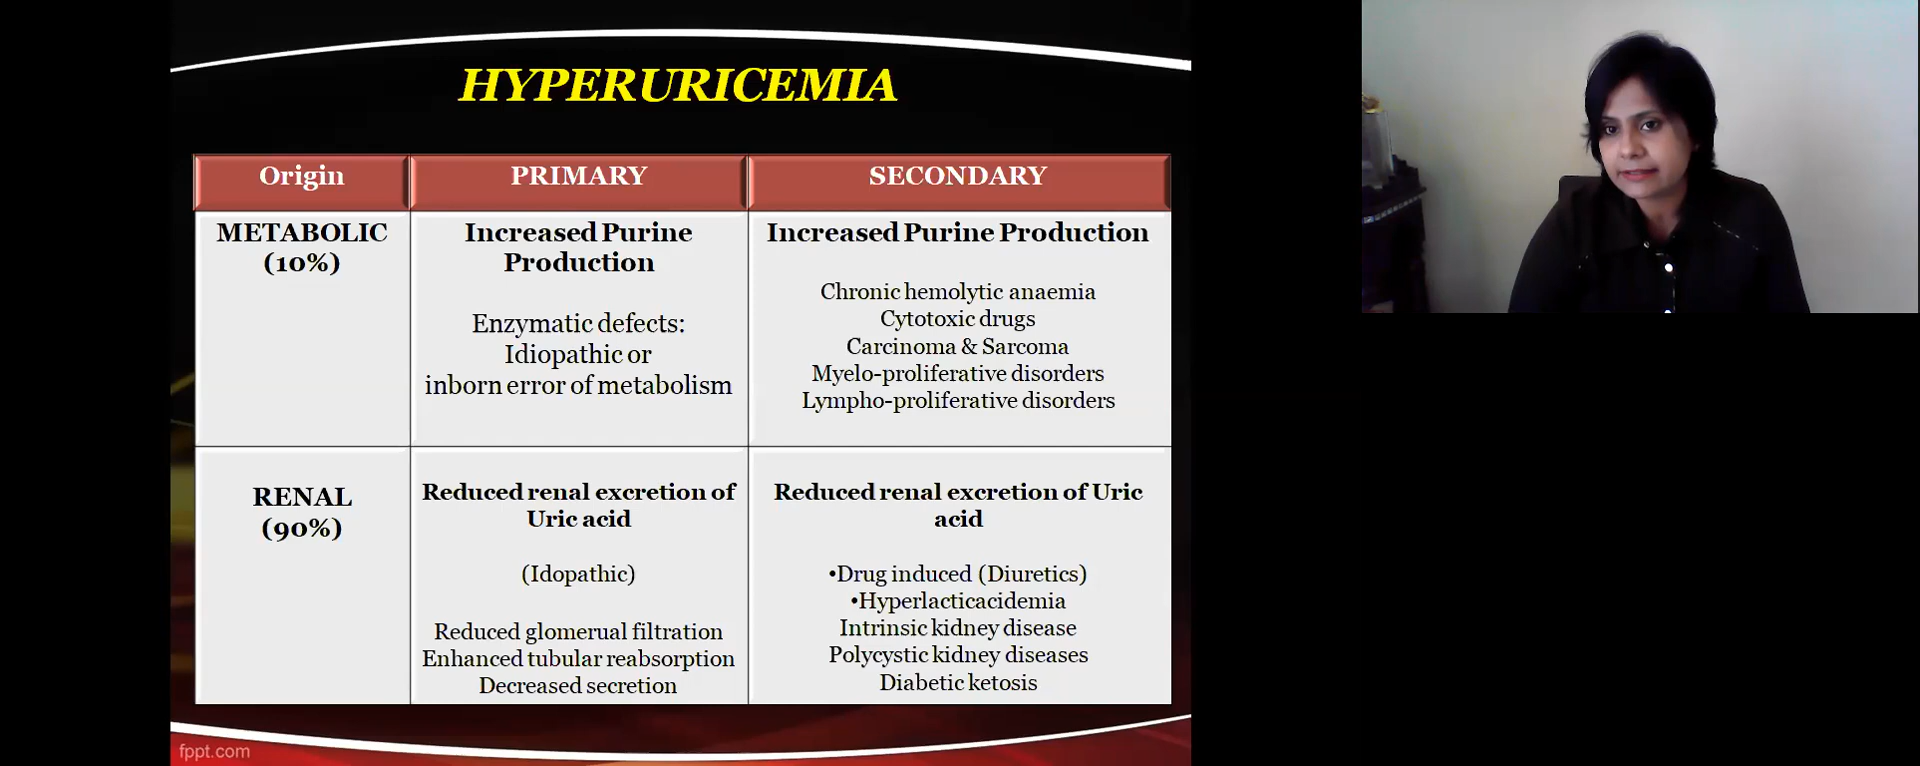 HYPERURICEMIA
Origin
PRIMARY
SECONDARY
METABOLIC
(10%)
Increased Purine
Production
Enzymatic defects:
Idiopathic or
inborn error of metabolism
Increased Purine Production
Chronic hemolytic anaemia
Cytotoxic drugs
Carcinoma & Sarcoma
Myelo-proliferative disorders
Lympho-proliferative disorders
RENAL
(90%)
Reduced renal excretion of
Uric acid
(Idopathic)
Reduced glomerual filtration
Enhanced tubular reabsorption
Decreased secretion
Reduced renal excretion of Uric
acid
•Drug induced (Diuretics)
•Hyperlacticacidemia
Intrinsic kidney disease
Polycystic kidney diseases
Diabetic ketosis
fppt.com